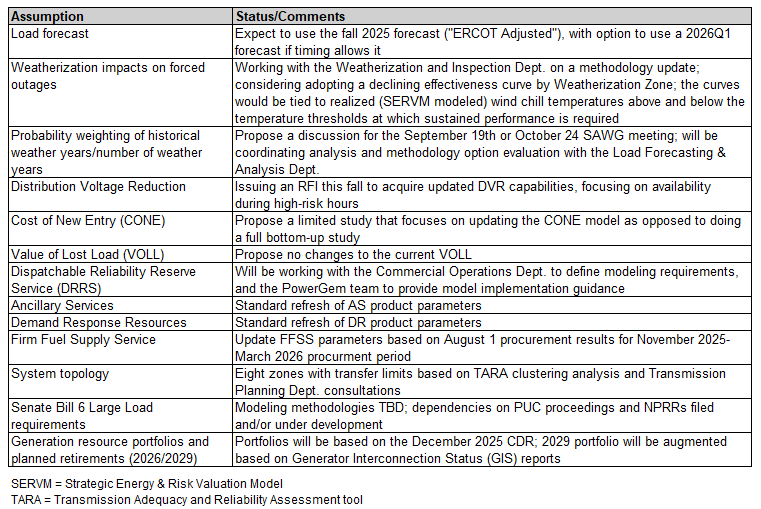 Assumption Status/Comments
Load forecast Expect to use the fall 2025 forecast ("ERCOT Adjusted"), with option to use a 2026Q1
forecast if timing allows it
Weatherization impacts on forced Working with the Weatherization and Inspection Dept. on a methodology update;
outages considering adopting a declining effectiveness curve by Weatherization Zone; the curves
would be tied to realized (SERVM modeled) wind chill temperatures above and below the
temperature thresholds at which sustained performance is required
Probability weighting of historical Propose a discussion for the September 19th or October 24 SAWG meeting; will be
weather years/number of weather coordinating analysis and methodology option evaluation with the Load Forecasting &
years Analysis Dept.
Distribution Voltage Reduction Issuing an RFI this fall to acquire updated DVR capabilities, focusing on availability
during high-risk hours
Cost of New Entry (CONE) Propose a limited study that focuses on updating the CONE model as opposed to doing
a full bottom-up study
Value of Lost Load (VOLL) Propose no changes to the current VOLL
Dispatchable Reliability Reserve Will be working with the Commercial Operations Dept. to define modeling requirements,
Service (DRRS) and the PowerGem team to provide model implementation guidance
Ancillary Services Standard refresh of AS product parameters
Demand Response Resources Standard refresh of DR product parameters
Firm Fuel Supply Service Update FFSS parameters based on August 1 procurement results for November 2025-
March 2026 procurment period
System topology Eight zones with transfer limits based on TARA clustering analysis and Transmission
Planning Dept. consultations
Senate Bill 6 Large Load Modeling methodologies TBD; dependencies on PUC proceedings and NPRRs filed
requirements and/or under development
Generation resource portfolios and Portfolios will be based on the December 2025 CDR; 2029 portfolio will be augmented
planned retirements (2026/2029) based on Generator Interconnection Status (GIS) reports
SERVM = Strategic Energy & Risk Valuation Model
TARA = Transmission Adequacy and Reliability Assessment tool